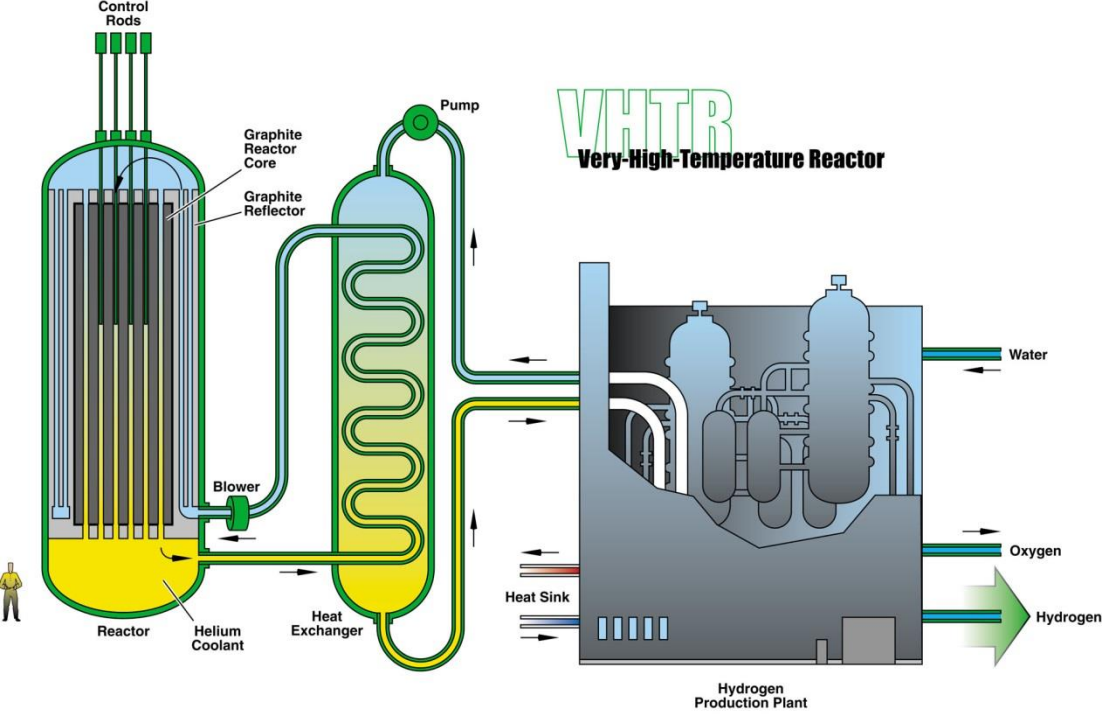 Control
Rods
Pump
VHTR
Very-High-Temperature Reactor
Graphite
Reactor
Core
Graphite
Reflector
Water
Blower
Oxygen
Heat Sink
Hydrogen
Reactor
Helium
Coolant
Heat
Exchanger
Hydrogen
Production Plant